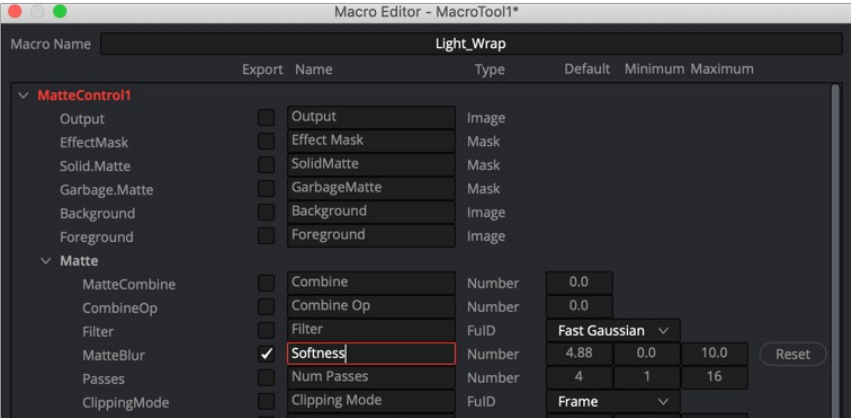 Macro Editor - MacroTool1*
Macro Name Light_Wrap
Export Name Type Default Minimum Maximum
MatteControl1
Output Output Image
EffectMask Effect Mask Mask
Solid.Matte SolidMatte Mask
Garbage.Matte GarbageMatte Mask
Background Background Image
Foreground Foreground Image
Matte
MatteCombine Combine Number 0.0
CombineOp Combine Op Number 0.0
Filter Filter FuID Fast Gaussian
MatteBlur Softness Number 4.88 0.0 10.0 Reset
Passes Num Passes Number 4 1 16
ClippingMode Clipping Mode FuID Frame